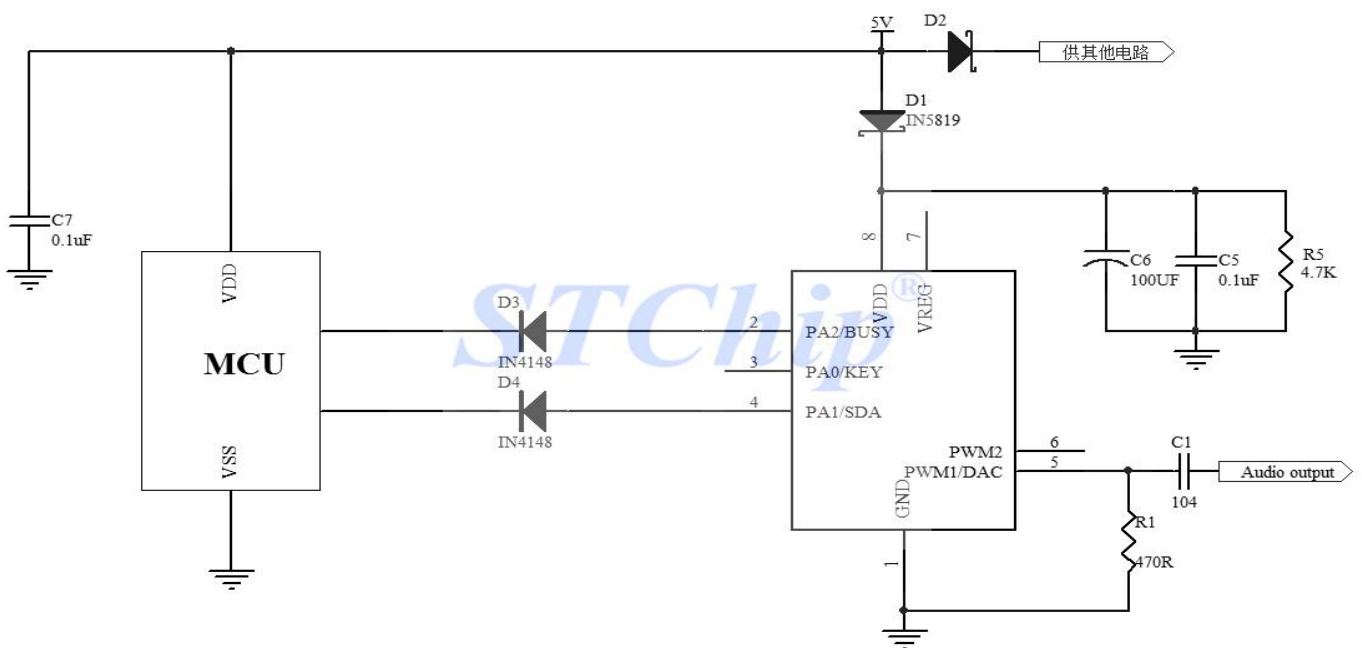 5V
D2
供其他电路
D1
IN5819
C7
0.1uF
8
7
C6
100UF
C5
0.1uF
R5
4.7K
VDD
VDD
VREG
STChip®
D3
IN4148
2
PA2/BUSY
MCU
3
PA0/KEY
D4
IN4148
4
PA1/SDA
VSS
PWM2
6
PWM1/DAC
5
C1
104
Audio output
GND
R1
470R
1